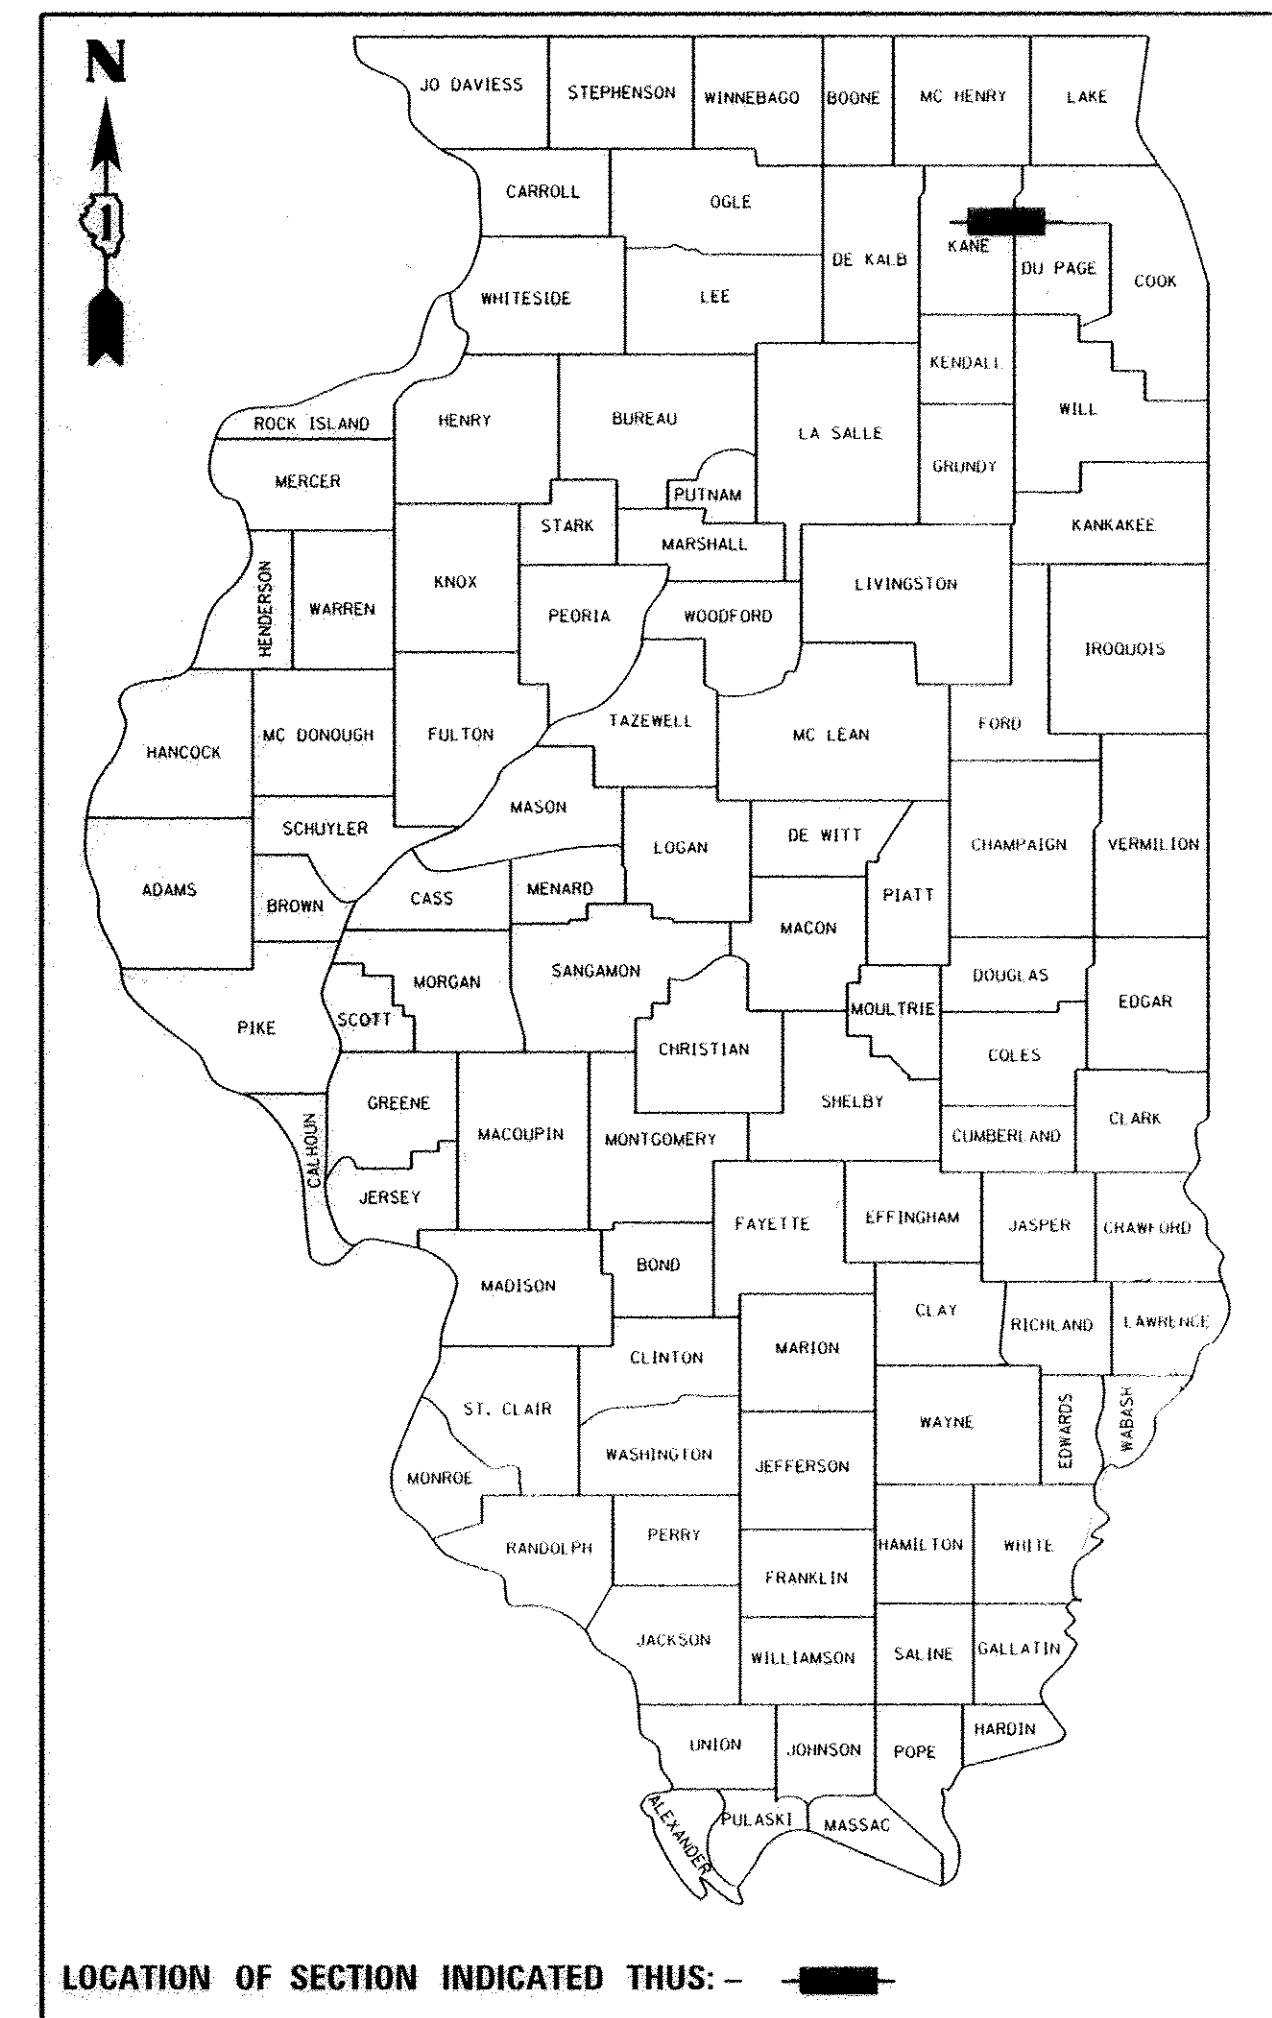 N
1
JO DAVIESS
STEPHENSON
WINNEBAGO
BOONE
MC HENRY
LAKE
CARROLL
OGLE
DE KALB
KANE
DU PAGE
COOK
WHITESIDE
LEE
KENDALL
WILL
ROCK ISLAND
HENRY
BUREAU
LA SALLE
GRUNDY
MERCER
PUTNAM
STARK
MARSHALL
KANKAKEE
HENDERSON
WARREN
KNOX
PEORIA
WOODFORD
LIVINGSTON
IROQUOIS
HANCOCK
MC DONOUGH
FULTON
TAZEWELL
MC LEAN
FORD
MASON
SCHUYLER
LOGAN
DE WITT
CHAMPAIGN
VERMILION
ADAMS
BROWN
CASS
MENARD
PIATT
MACON
MORGAN
SANGAMON
DOUGLAS
EDGAR
PIKE
SCOTT
MOULTRIE
CHRISTIAN
COLES
GREENE
SHELBY
CLARK
CALHOUN
MACOUPIN
MONTGOMERY
CUMBERLAND
JERSEY
FAYETTE
EFFINGHAM
JASPER
CRAWFORD
BOND
MADISON
CLAY
RICHLAND
LAWRENCE
CLINTON
MARION
ST. CLAIR
WAYNE
EDWARDS
WABASH
WASHINGTON
JEFFERSON
MONROE
RANDOLPH
PERRY
HAMILTON
WHITE
FRANKLIN
JACKSON
WILLIAMSON
SALINE
GALLATIN
UNION
JOHNSON
POPE
HARDIN
ALEXANDER
PULASKI
MASSAC
LOCATION OF SECTION INDICATED THUS: –